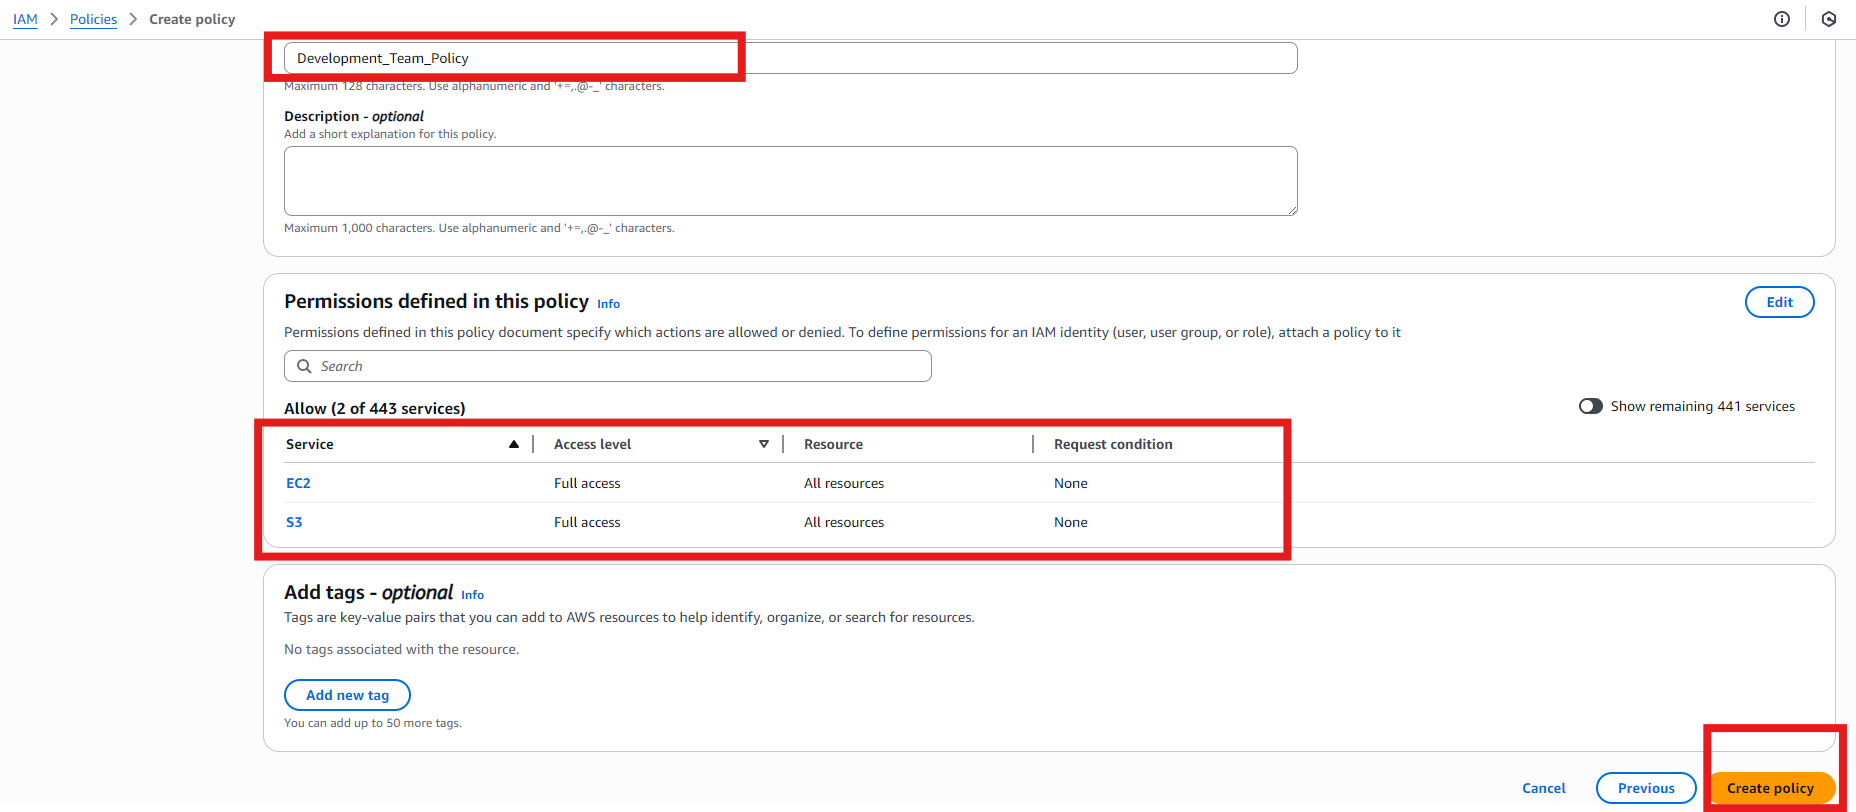 IAM > Policies > Create policy
Development_Team_Policy
Maximum 128 characters. Use alphanumeric and '+=,.@-_' characters.
Description - optional
Add a short explanation for this policy.
Maximum 1,000 characters. Use alphanumeric and '+=,.@-_' characters.
Permissions defined in this policy Info
Edit
Permissions defined in this policy document specify which actions are allowed or denied. To define permissions for an IAM identity (user, user group, or role), attach a policy to it
Search
Allow (2 of 443 services)
Show remaining 441 services
Service Access level Resource Request condition
EC2 Full access All resources None
S3 Full access All resources None
Add tags - optional Info
Tags are key-value pairs that you can add to AWS resources to help identify, organize, or search for resources.
No tags associated with the resource.
Add new tag
You can add up to 50 more tags.
Cancel Previous Create policy